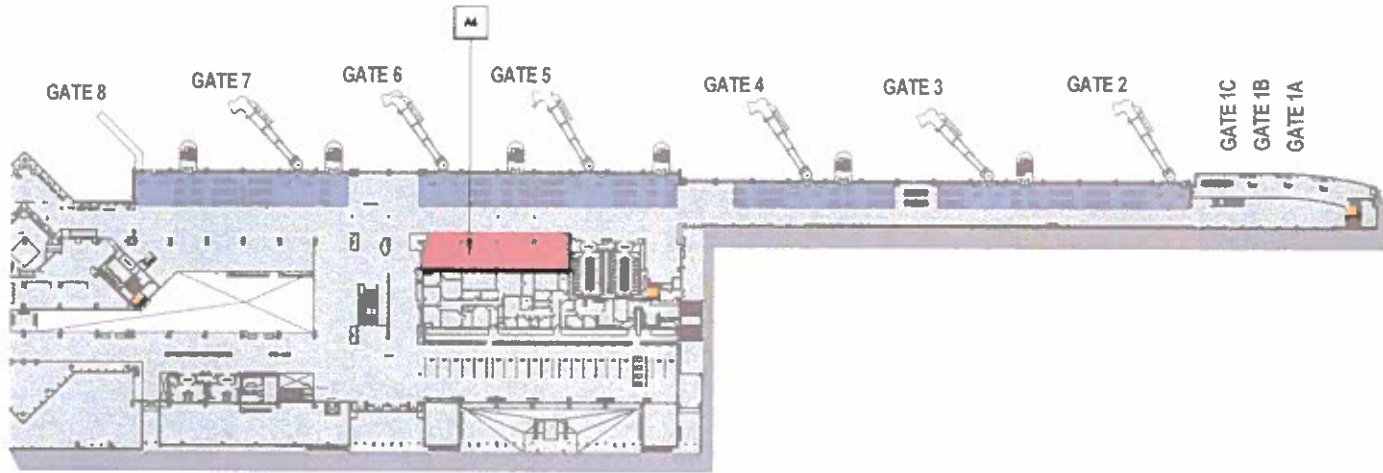 A4
GATE 8
GATE 7
GATE 6
GATE 5
GATE 4
GATE 3
GATE 2
GATE 1C
GATE 1B
GATE 1A